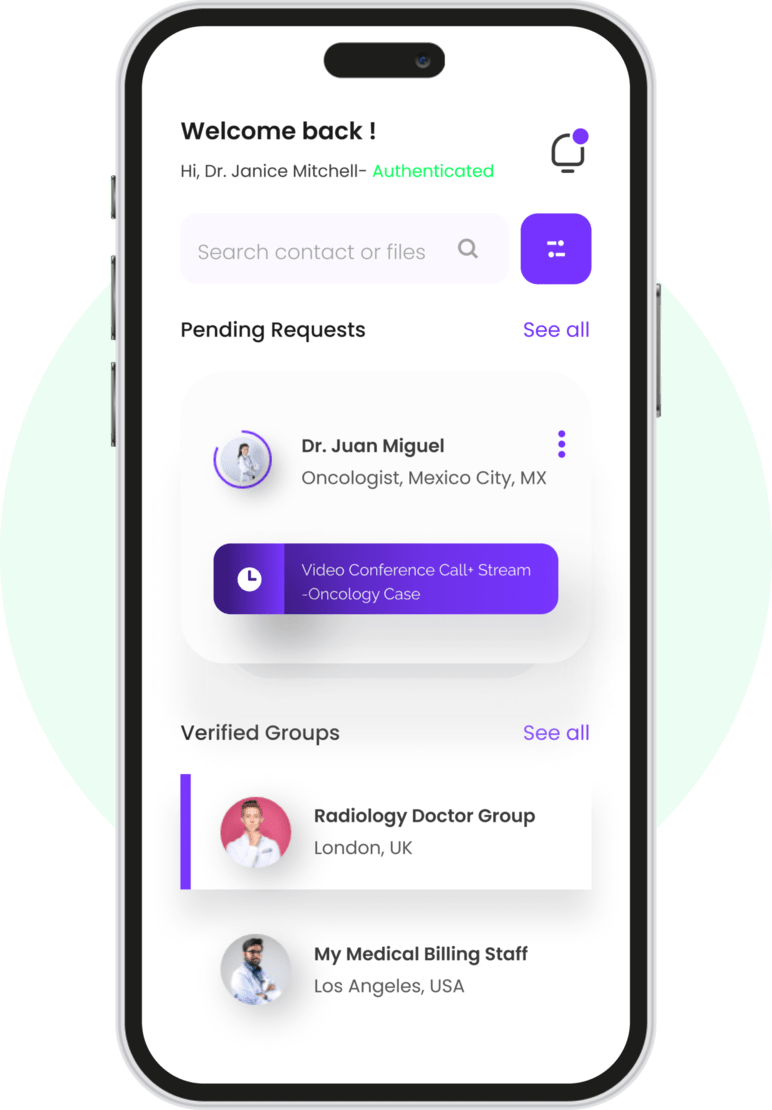 Welcome back !
Hi, Dr. Janice Mitchell- Authenticated
Search contact or files
Pending Requests
See all
Dr. Juan Miguel
Oncologist, Mexico City, MX
Video Conference Call+ Stream
-Oncology Case
Verified Groups
See all
Radiology Doctor Group
London, UK
My Medical Billing Staff
Los Angeles, USA